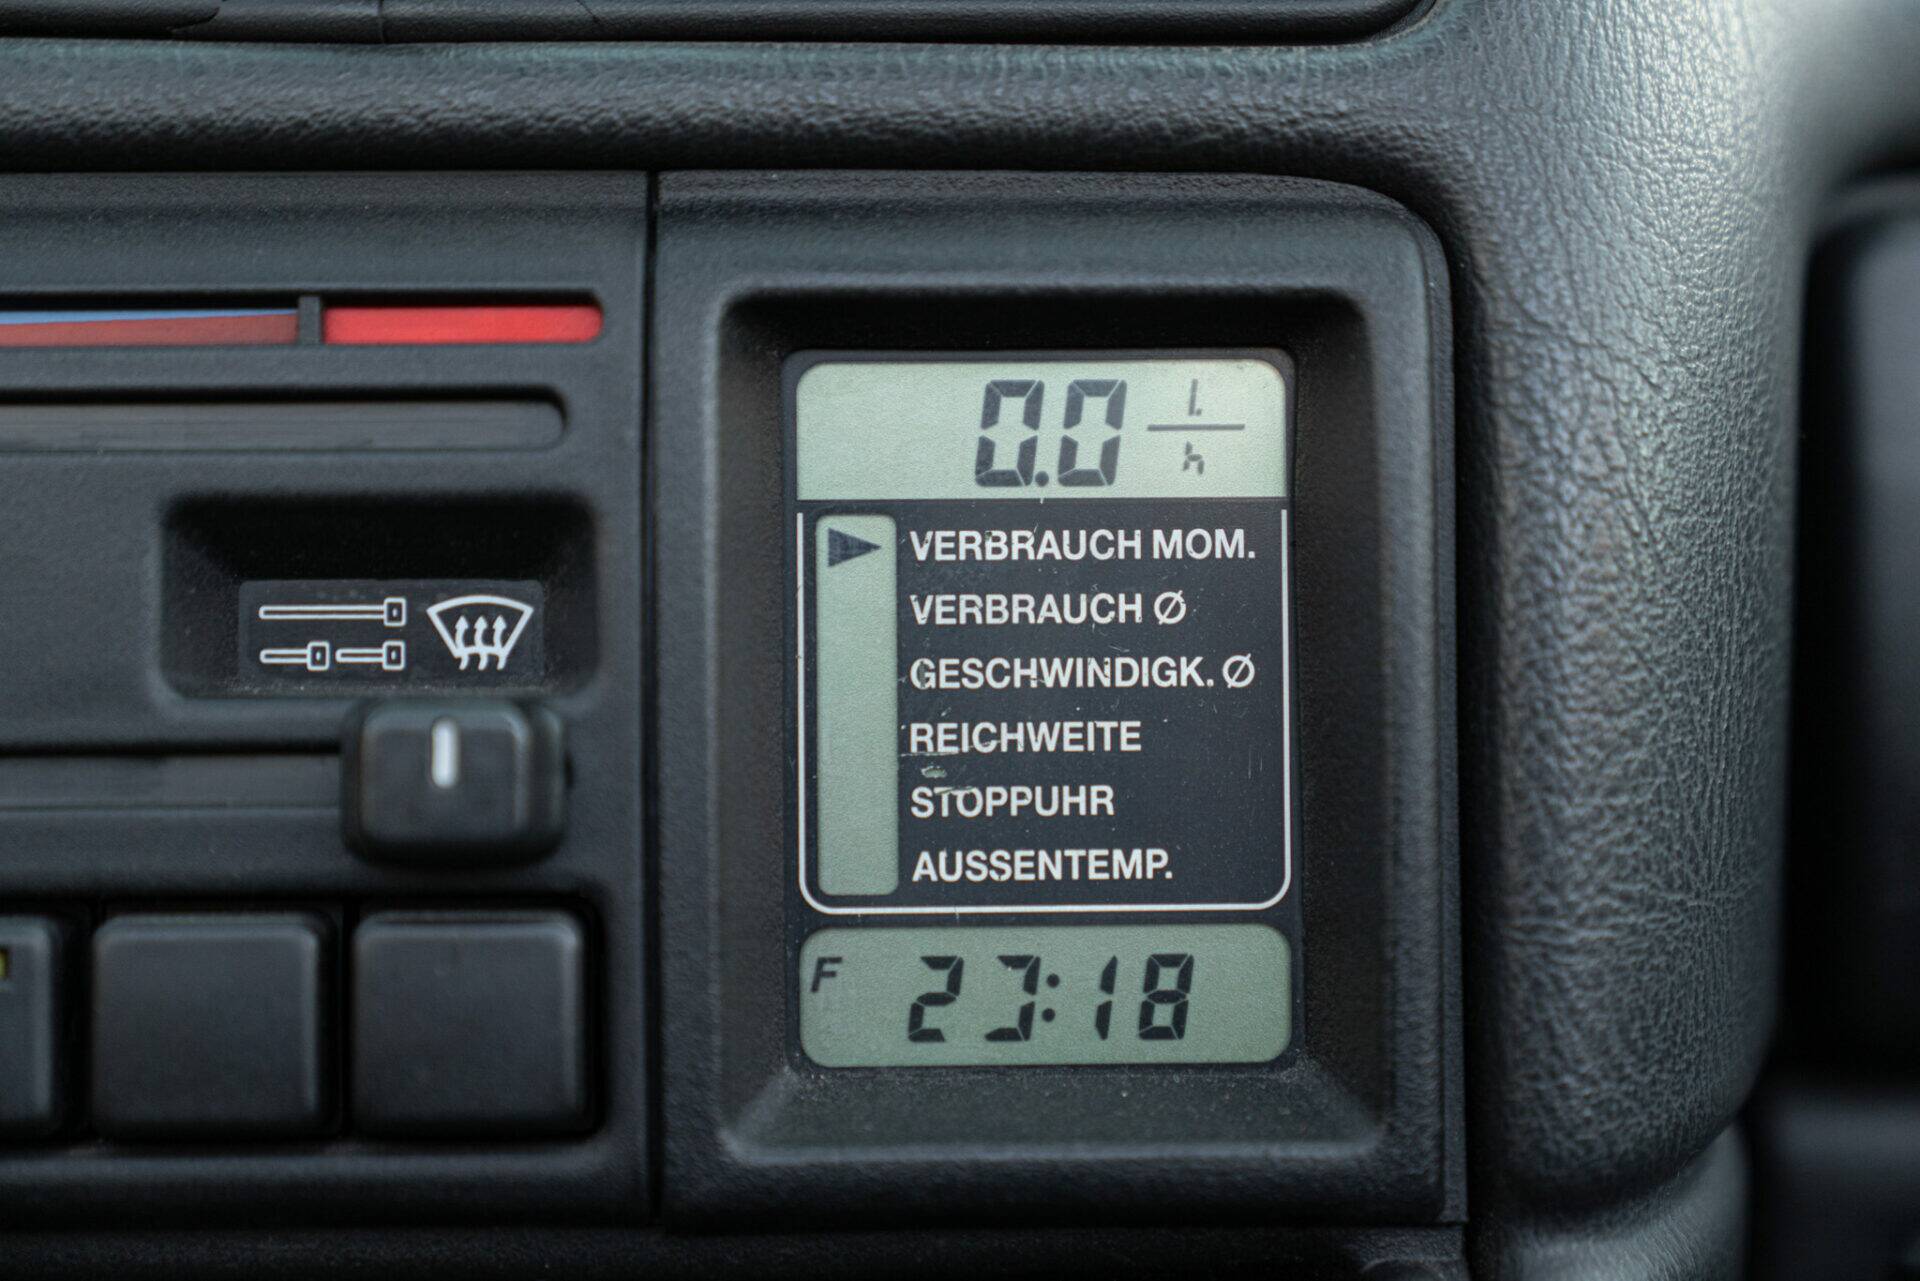 0.0 l/h
VERBRAUCH MOM.
VERBRAUCH Ø
GESCHWINDIGK. Ø
REICHWEITE
STOPPUHR
AUSSENTEMP.
F 23:18